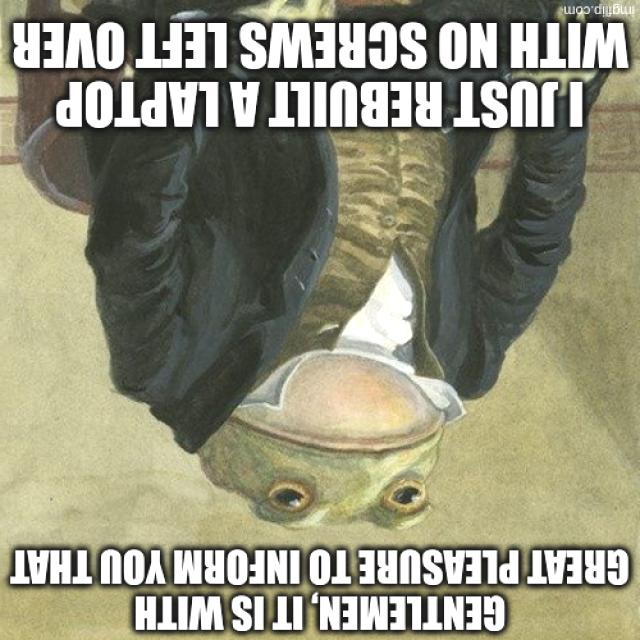 GENTLEMEN, IT IS WITH
GREAT PLEASURE TO INFORM YOU THAT
I JUST REBUILT A LAPTOP
WITH NO SCREWS LEFT OVER
imgflip.com